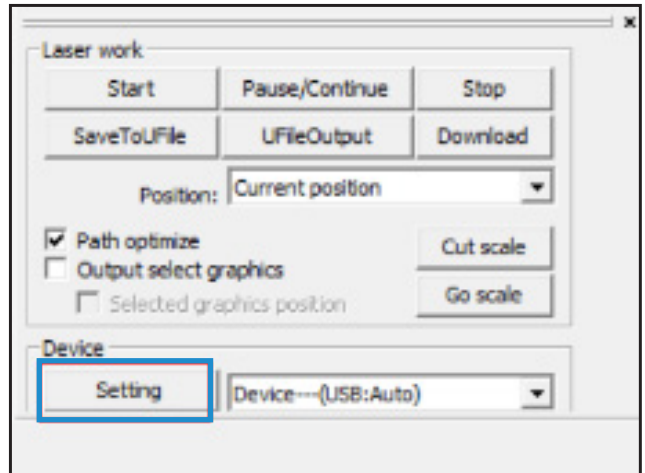 Laser work
Start Pause/Continue Stop
SaveToUFile UFileOutput Download
Position: Current position
Path optimize Cut scale
Output select graphics
Selected graphics position Go scale
Device
Setting Device---(USB:Auto)